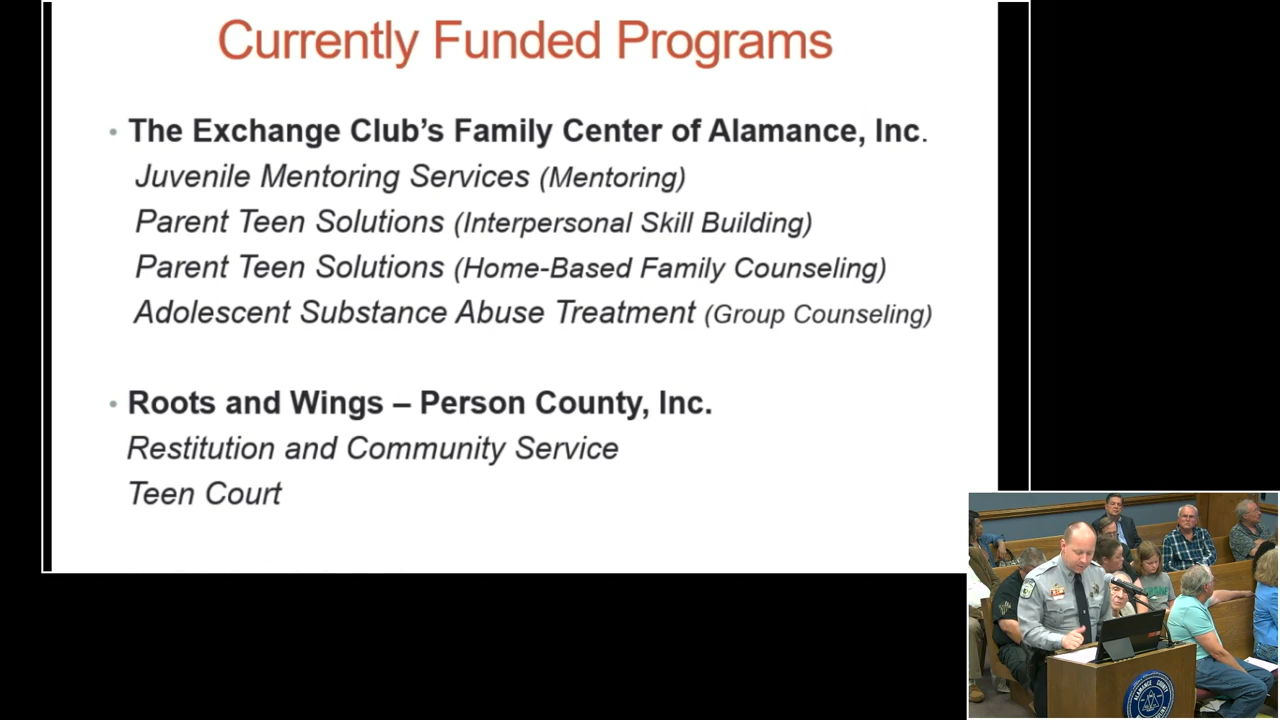 Currently Funded Programs
• The Exchange Club's Family Center of Alamance, Inc.
Juvenile Mentoring Services (Mentoring)
Parent Teen Solutions (Interpersonal Skill Building)
Parent Teen Solutions (Home-Based Family Counseling)
Adolescent Substance Abuse Treatment (Group Counseling)
• Roots and Wings – Person County, Inc.
Restitution and Community Service
Teen Court
ALAMANCE COUNTY